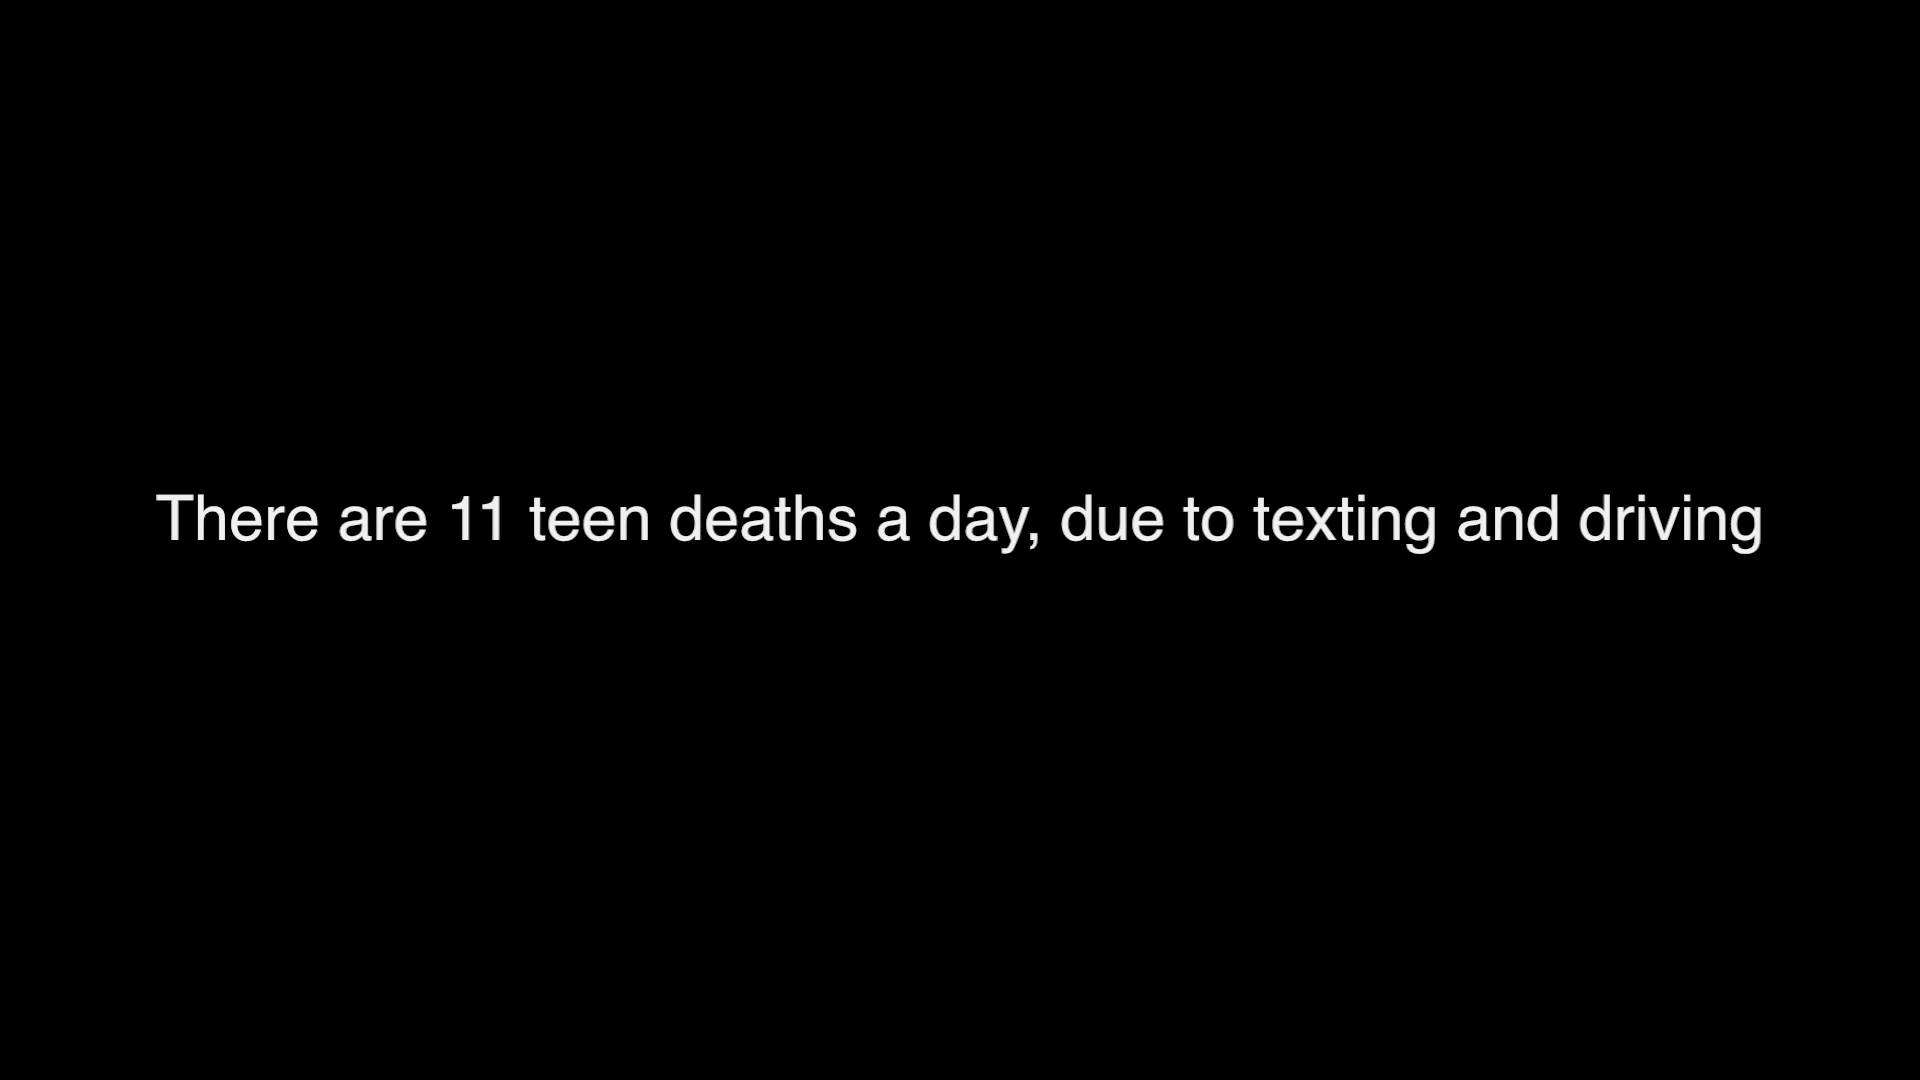 There are 11 teen deaths a day, due to texting and driving